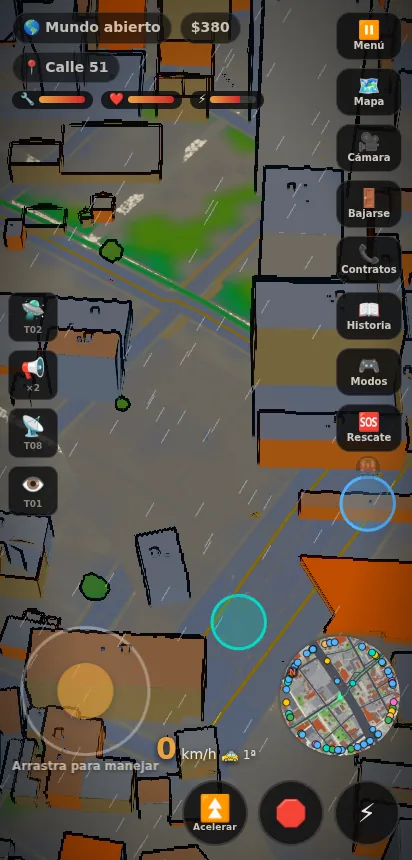 Mundo abierto
$380
Calle 51
Menú
Mapa
Cámara
Bajarse
Contratos
Historia
Modos
SOS
Rescate
T02
×2
T08
T01
0 km/h 1ª
Arrastra para manejar
Acelerar